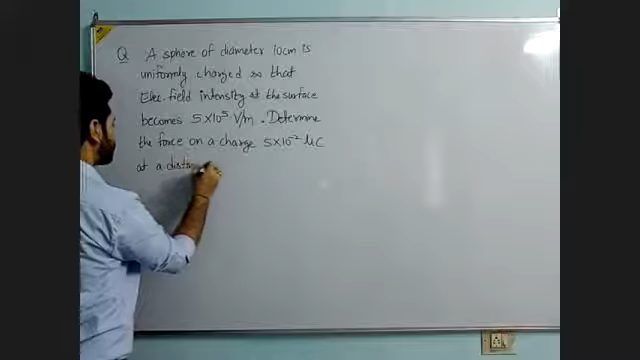 Q A sphere of diameter 10cm is
uniformly charged so that
Elec. field intensity at the surface
becomes 5×10⁵ V/m. Determine
the force on a charge 5×10⁻² μC
at a dista